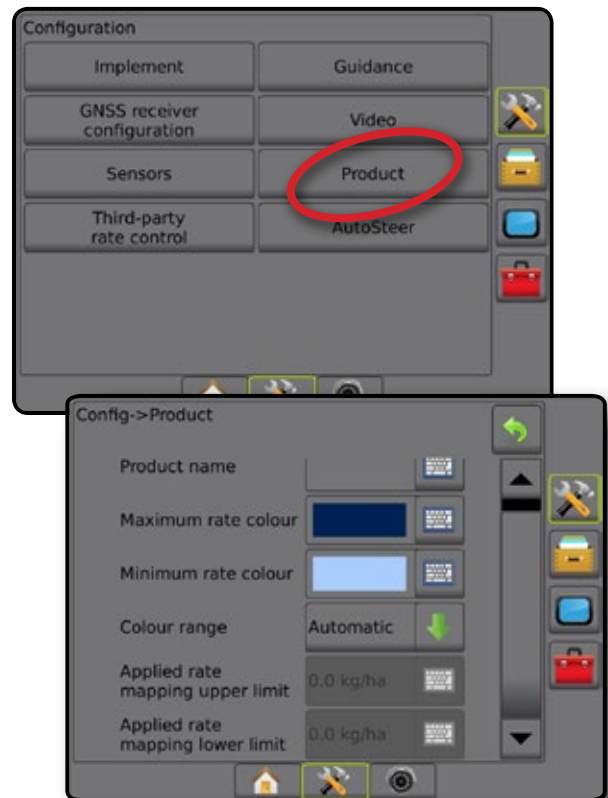 Configuration
Implement
Guidance
GNSS receiver
configuration
Video
Sensors
Product
Third-party
rate control
AutoSteer
Config->Product
Product name
Maximum rate colour
Minimum rate colour
Colour range
Automatic
Applied rate
mapping upper limit
0.0 kg/ha
Applied rate
mapping lower limit
0.0 kg/ha